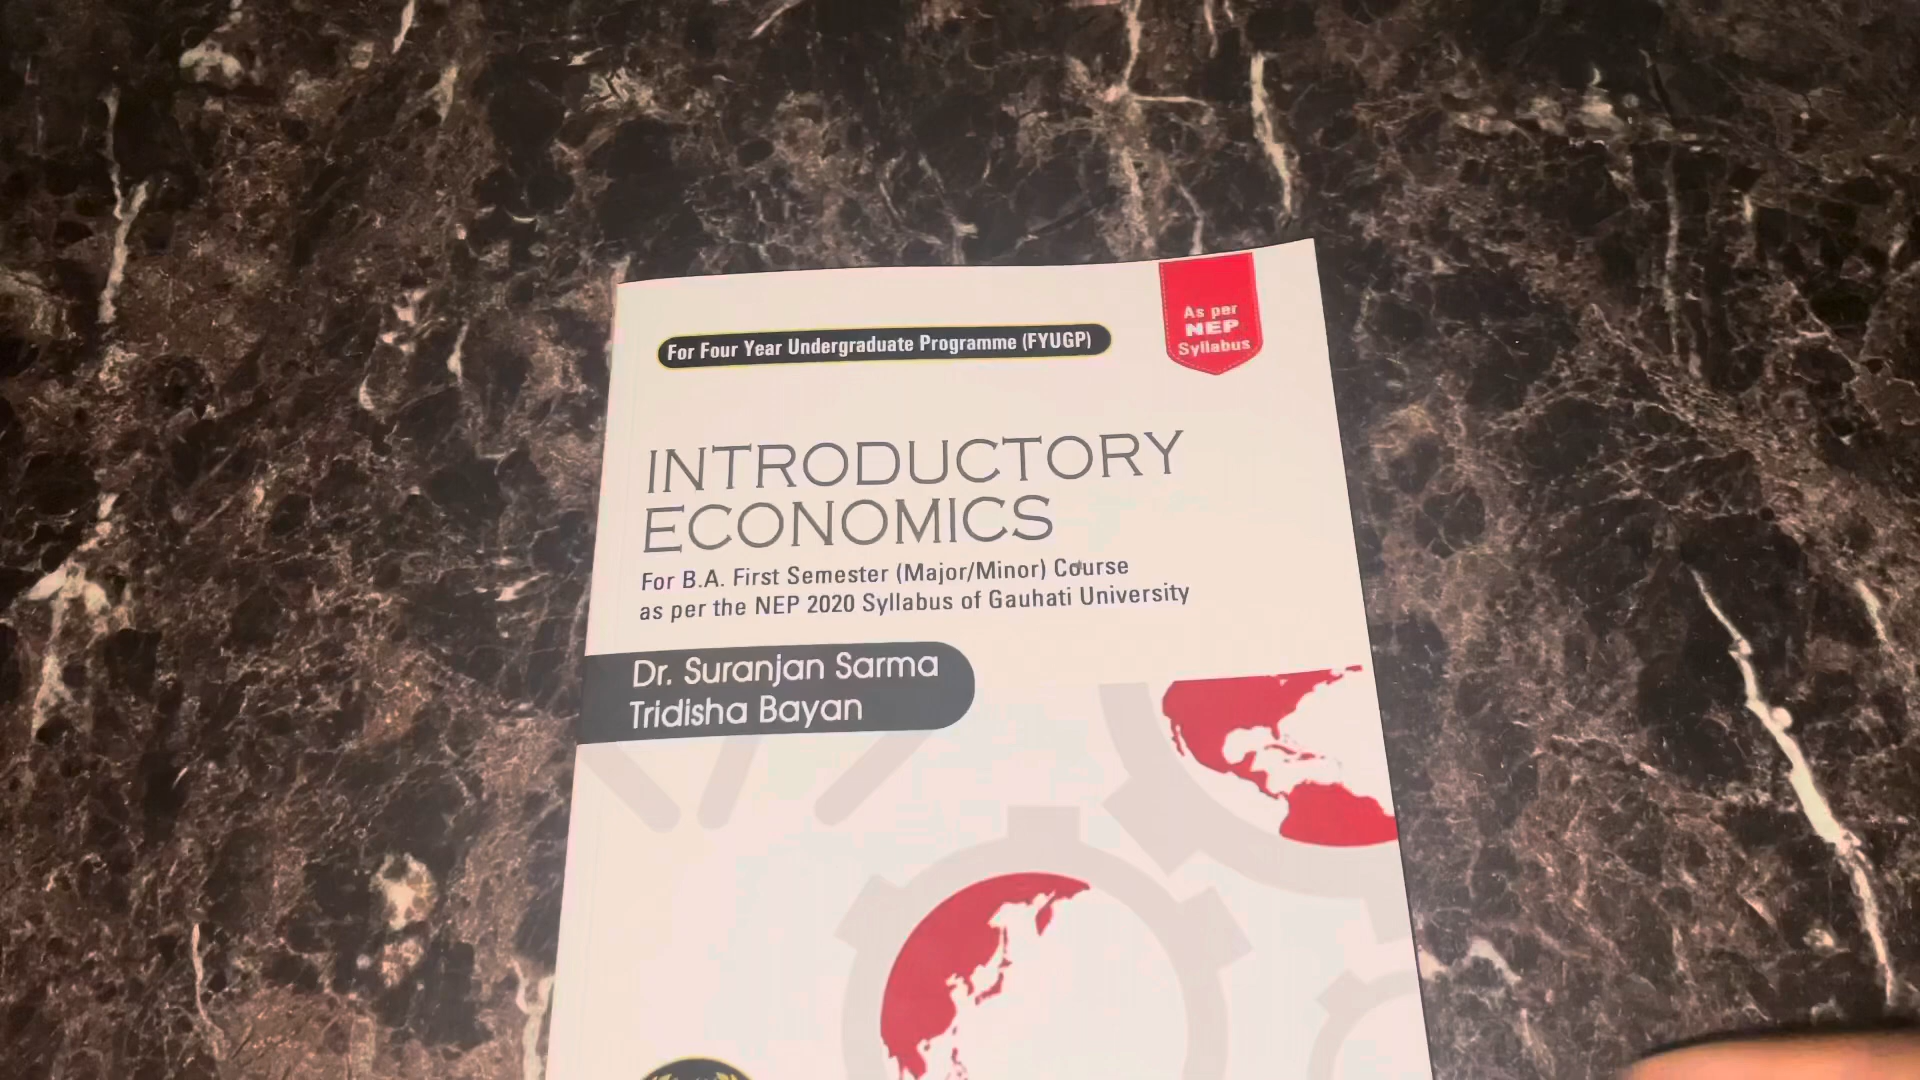 For Four Year Undergraduate Programme (FYUGP)
As per
NEP
Syllabus
INTRODUCTORY
ECONOMICS
For B.A. First Semester (Major/Minor) Course
as per the NEP 2020 Syllabus of Gauhati University
Dr. Suranjan Sarma
Tridisha Bayan